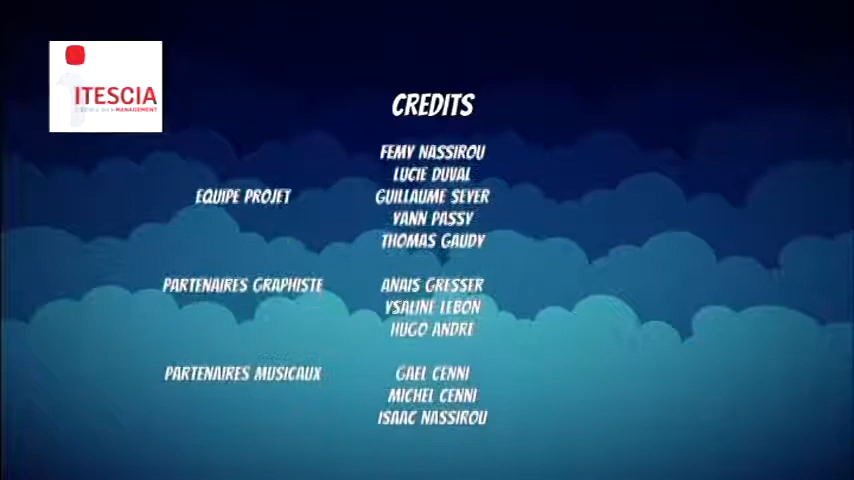 ITESCIA
MANAGEMENT
CREDITS
FEMY NASSIROU
LUCIE DUVAL
EQUIPE PROJET GUILLAUME SEYER
YANN PASSY
THOMAS GAUDY
PARTENAIRES GRAPHISTE ANAIS GRESSER
YSALINE LEBON
HUGO ANDRE
PARTENAIRES MUSICAUX GAEL CENNI
MICHEL CENNI
ISAAC NASSIROU